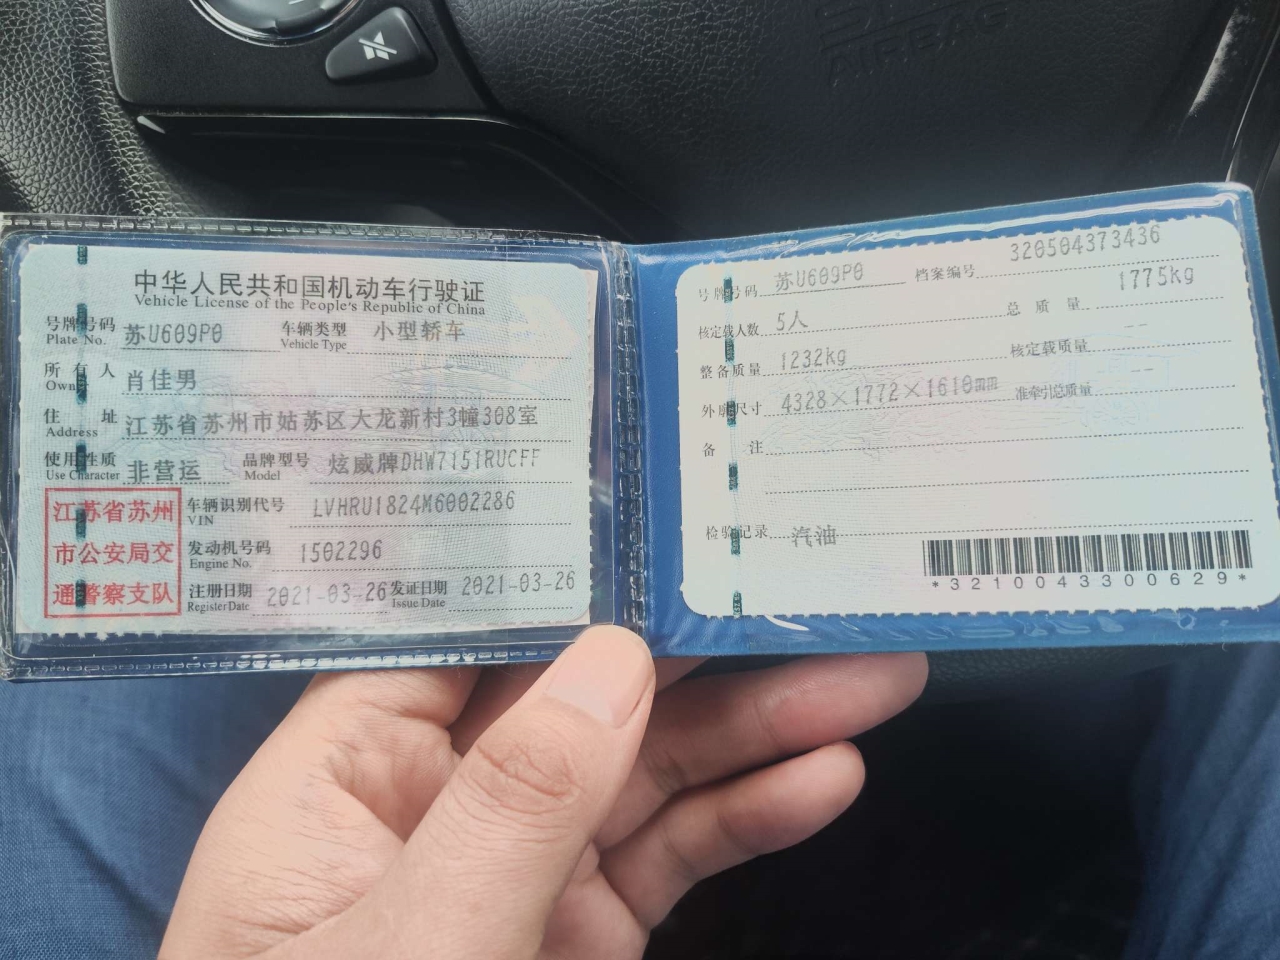 AIRBAG
中华人民共和国机动车行驶证
Vehicle License of the People's Republic of China
号牌号码 苏U609P0 车辆类型 小型轿车
Plate No. Vehicle Type
所有人 肖佳男
Owner
住址 江苏省苏州市姑苏区大龙新村3幢308室
Address
使用性质 非营运 品牌型号 炫威牌DHW7151RUCFF
Use Character Model
江苏省苏州
市公安局交
通警察支队
车辆识别代号 LVHRU1824M6002286
VIN
发动机号码 1502296
Engine No.
注册日期 2021-03-26 发证日期 2021-03-26
Register Date Issue Date
号牌号码 苏U609P0 档案编号 320504373436
核定载人数 5人 总质量 1775kg
整备质量 1232kg 核定载质量 --
外廓尺寸 4328×1772×1610mm 准牵引总质量 --
备注
检验记录 汽油
*3210043300629*